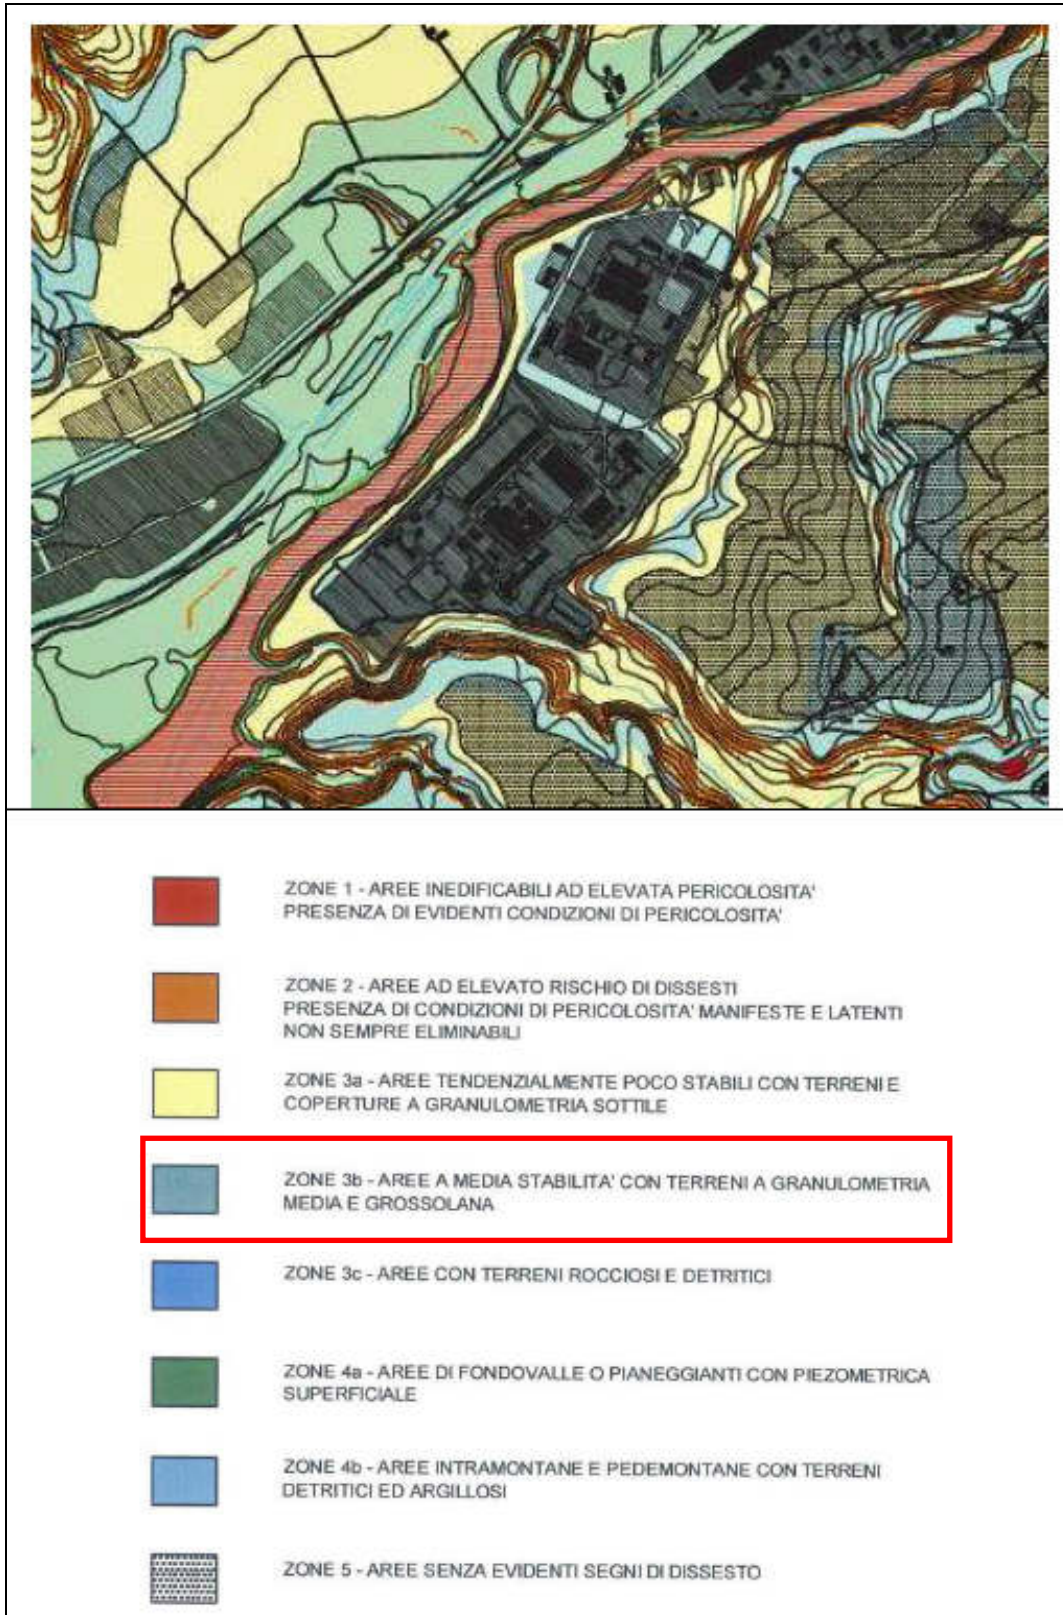 ZONE 1 - AREE INEDIFICABILI AD ELEVATA PERICOLOSITA'
PRESENZA DI EVIDENTI CONDIZIONI DI PERICOLOSITA'
ZONE 2 - AREE AD ELEVATO RISCHIO DI DISSESTI
PRESENZA DI CONDIZIONI DI PERICOLOSITA' MANIFESTE E LATENTI
NON SEMPRE ELIMINABILI
ZONE 3a - AREE TENDENZIALMENTE POCO STABILI CON TERRENI E
COPERTURE A GRANULOMETRIA SOTTILE
ZONE 3b - AREE A MEDIA STABILITA' CON TERRENI A GRANULOMETRIA
MEDIA E GROSSOLANA
ZONE 3c - AREE CON TERRENI ROCCIOSI E DETRITICI
ZONE 4a - AREE DI FONDOVALLE O PIANEGGIANTI CON PIEZOMETRICA
SUPERFICIALE
ZONE 4b - AREE INTRAMONTANE E PEDEMONTANE CON TERRENI
DETRITICI ED ARGILLOSI
ZONE 5 - AREE SENZA EVIDENTI SEGNI DI DISSESTO